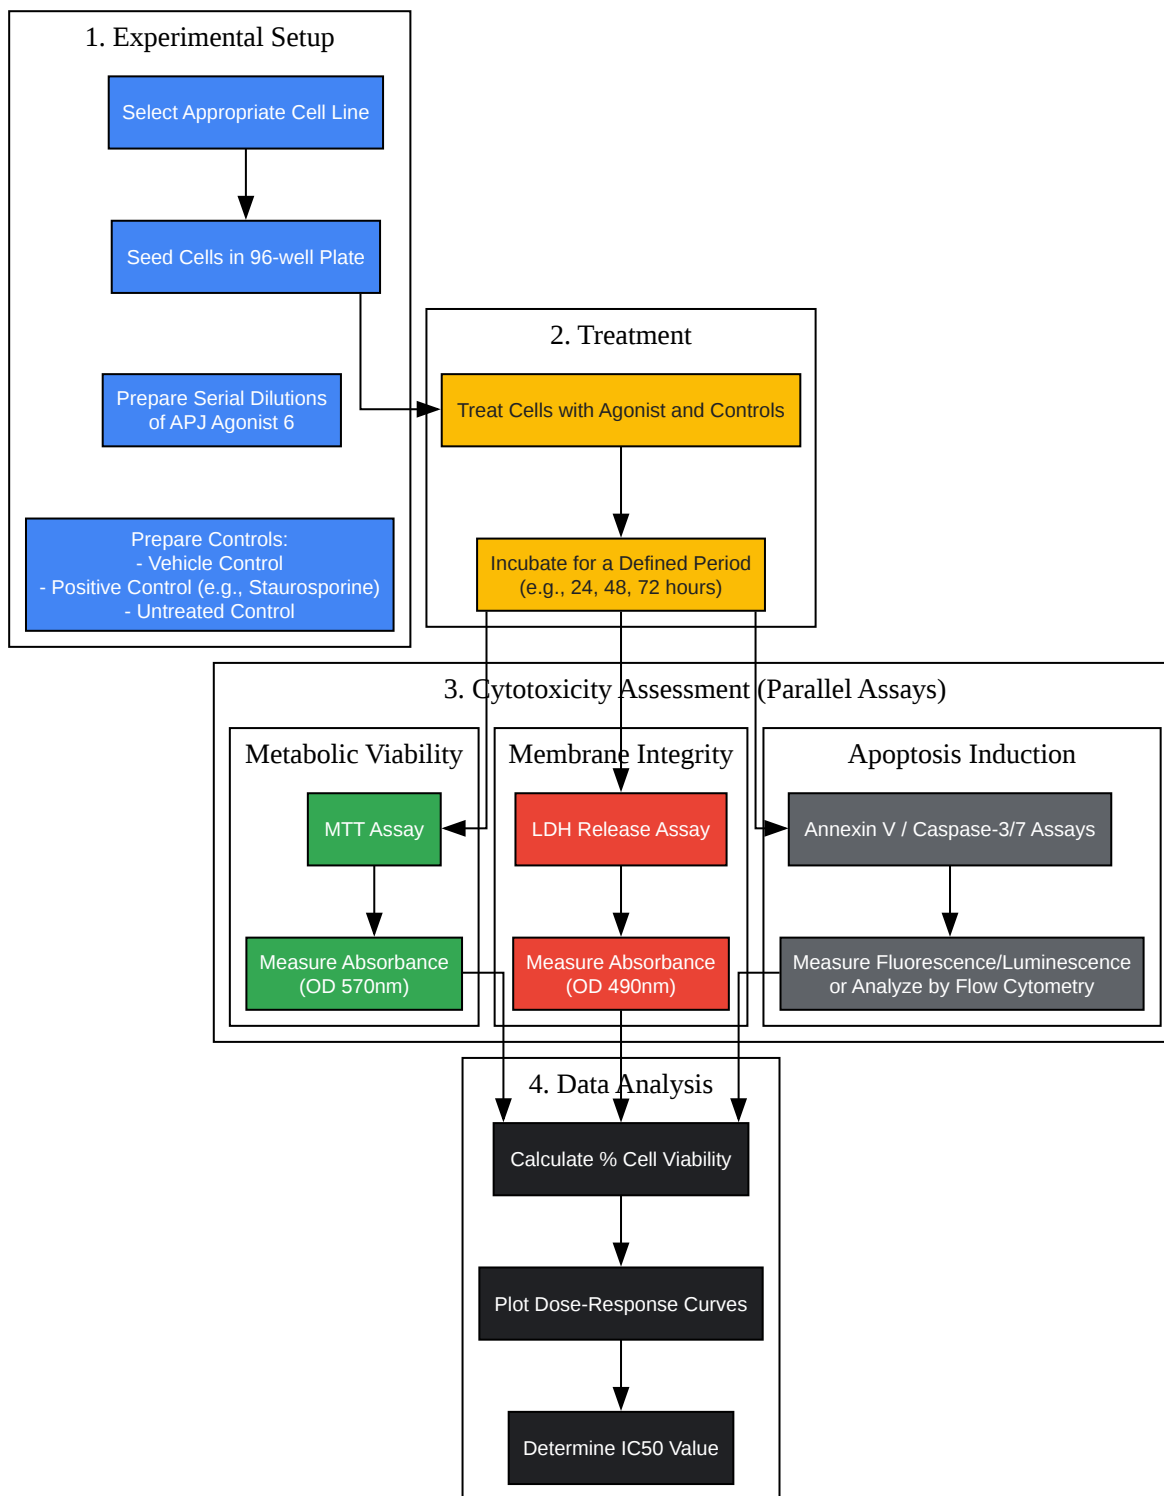 1. Experimental Setup
Select Appropriate Cell Line
Seed Cells in 96-well Plate
Prepare Serial Dilutions
of APJ Agonist 6
Prepare Controls:
- Vehicle Control
- Positive Control (e.g., Staurosporine)
- Untreated Control
2. Treatment
Treat Cells with Agonist and Controls
Incubate for a Defined Period
(e.g., 24, 48, 72 hours)
3. Cytotoxicity Assessment (Parallel Assays)
Metabolic Viability
MTT Assay
Measure Absorbance
(OD 570nm)
Membrane Integrity
LDH Release Assay
Measure Absorbance
(OD 490nm)
Apoptosis Induction
Annexin V / Caspase-3/7 Assays
Measure Fluorescence/Luminescence
or Analyze by Flow Cytometry
4. Data Analysis
Calculate % Cell Viability
Plot Dose-Response Curves
Determine IC50 Value